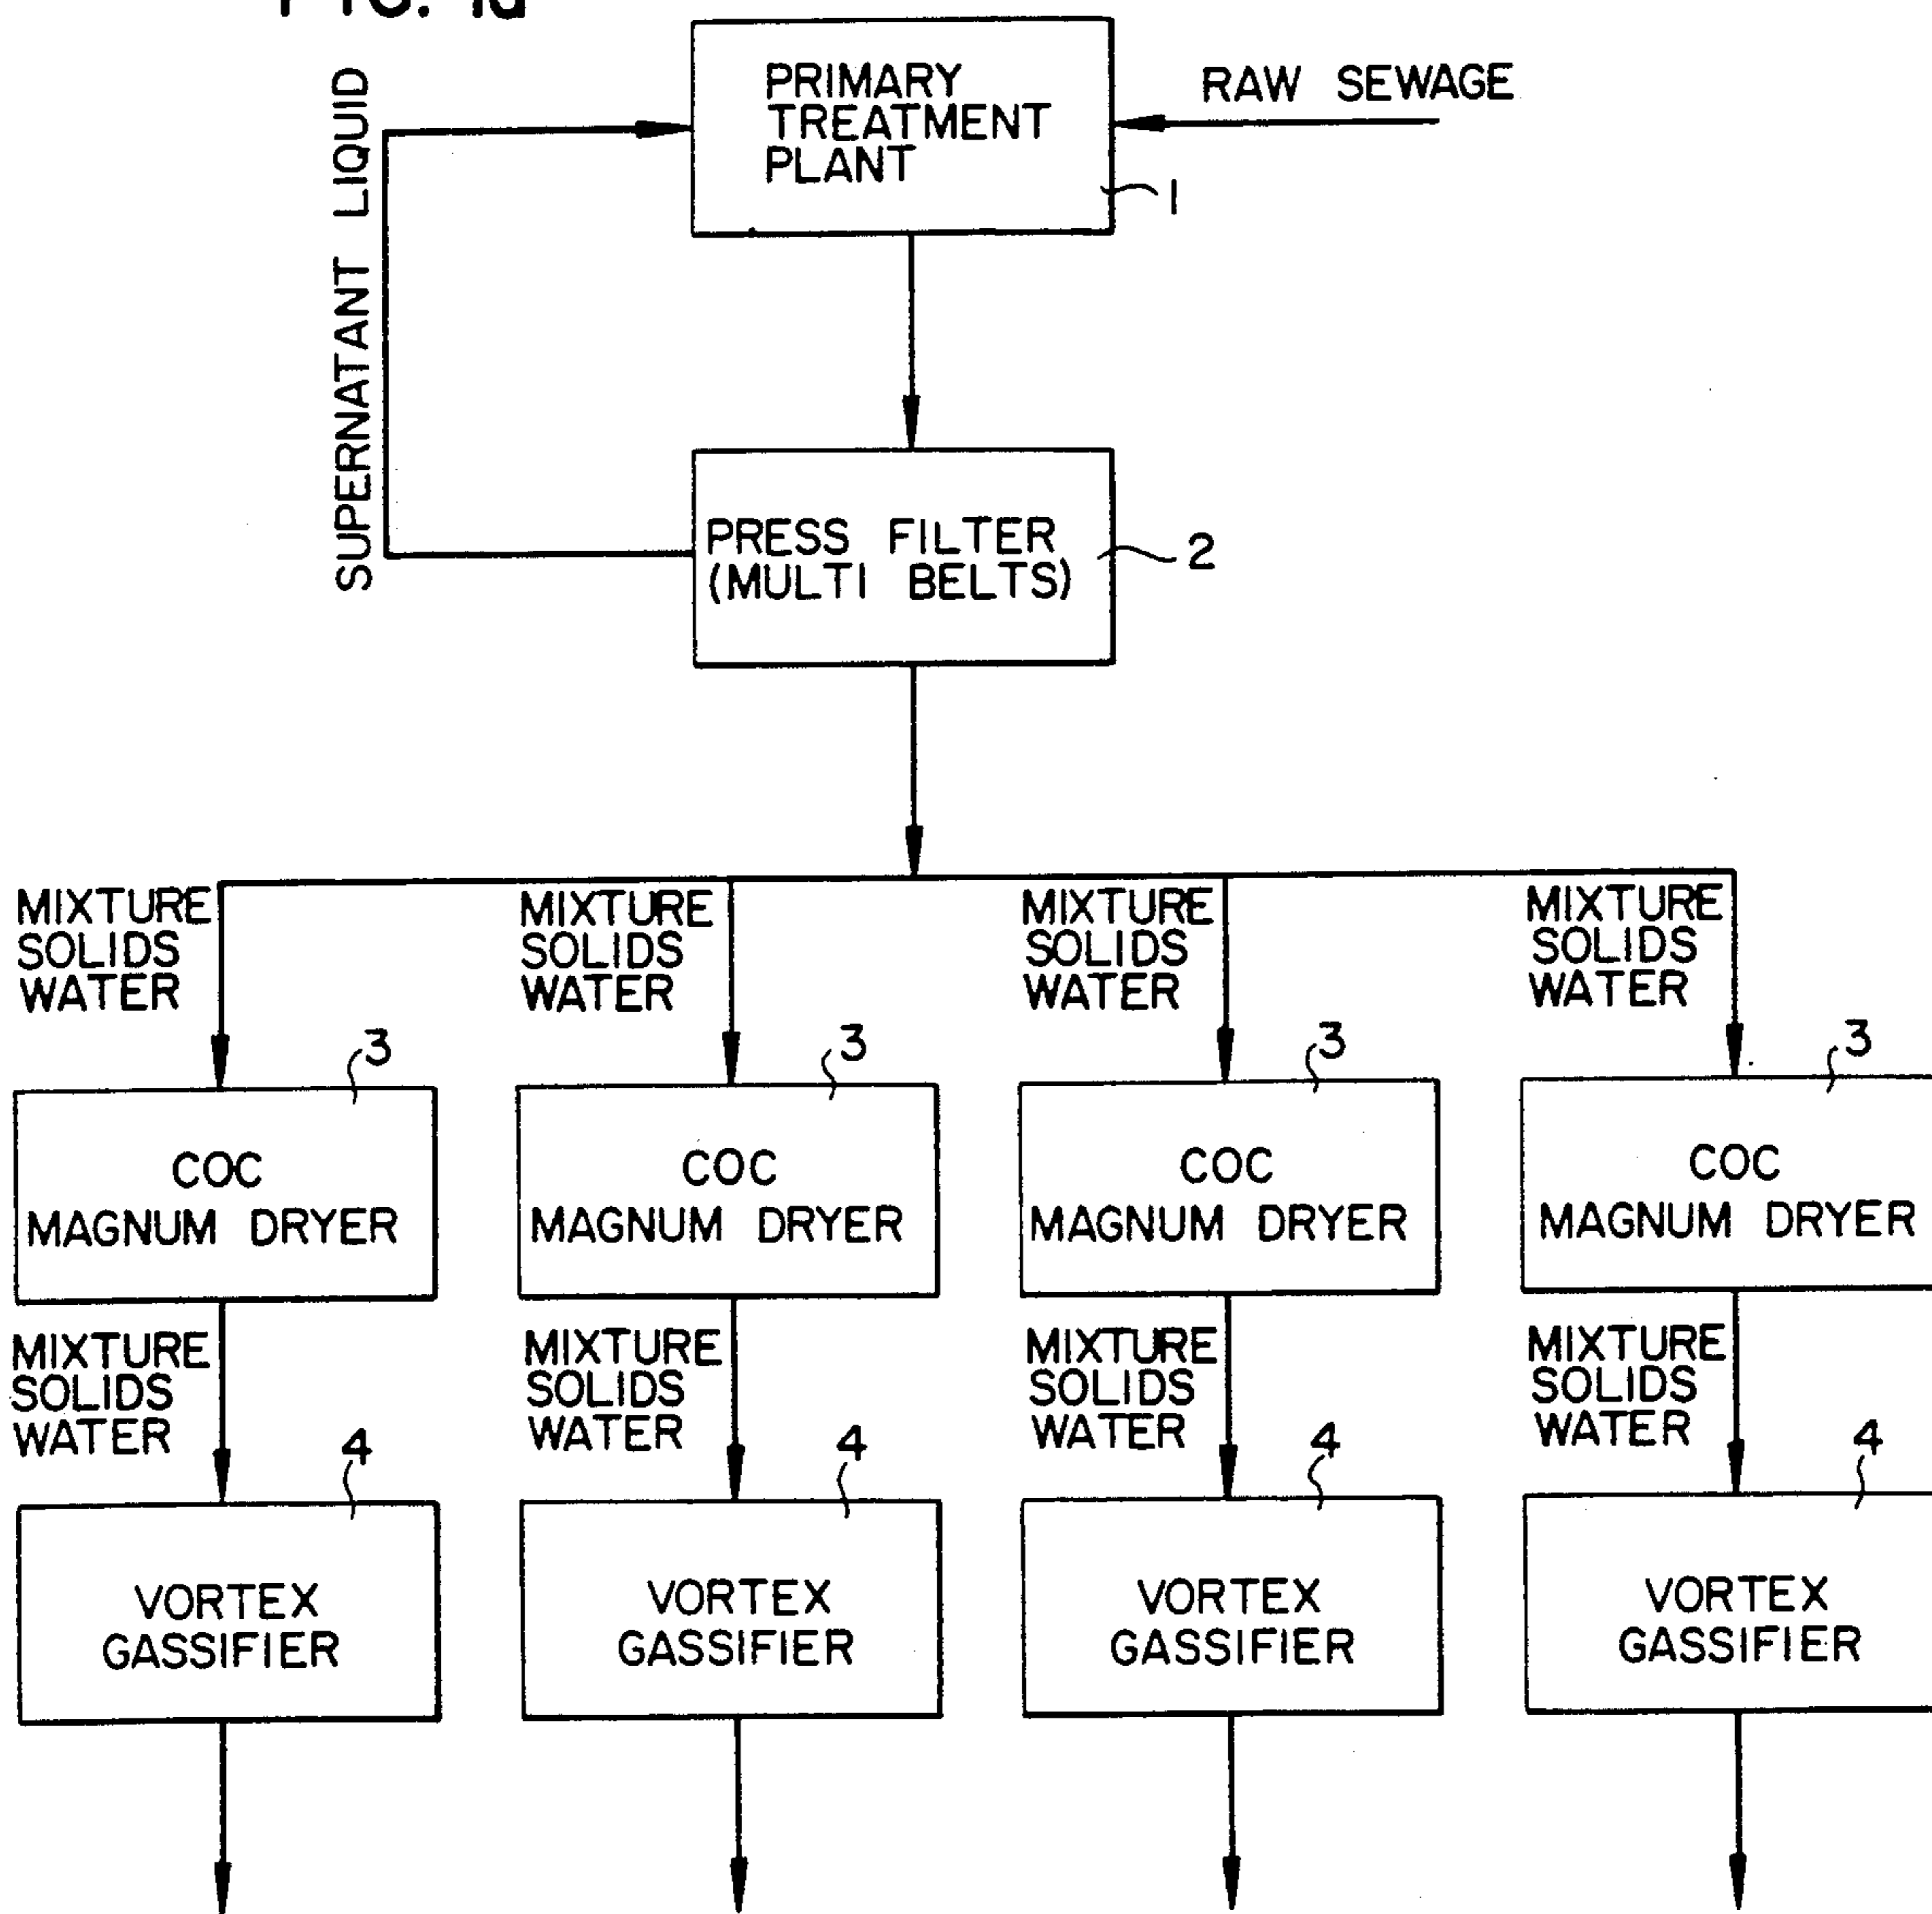 FIG. 1a
PRIMARY
TREATMENT
PLANT
RAW SEWAGE
1
SUPERNATANT LIQUID
PRESS FILTER
(MULTI BELTS)
2
MIXTURE
SOLIDS
WATER
MIXTURE
SOLIDS
WATER
MIXTURE
SOLIDS
WATER
MIXTURE
SOLIDS
WATER
3
3
3
3
COC
MAGNUM DRYER
COC
MAGNUM DRYER
COC
MAGNUM DRYER
COC
MAGNUM DRYER
MIXTURE
SOLIDS
WATER
MIXTURE
SOLIDS
WATER
MIXTURE
SOLIDS
WATER
MIXTURE
SOLIDS
WATER
4
4
4
4
VORTEX
GASSIFIER
VORTEX
GASSIFIER
VORTEX
GASSIFIER
VORTEX
GASSIFIER